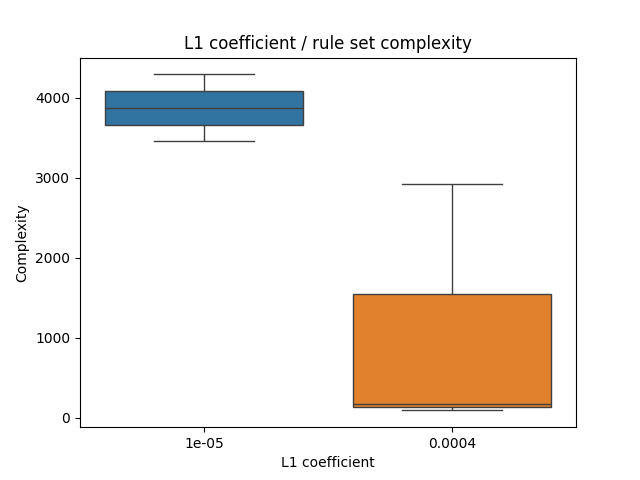 L1 coefficient / rule set complexity
4000
3000
2000
1000
0
Complexity
1e-05
0.0004
L1 coefficient